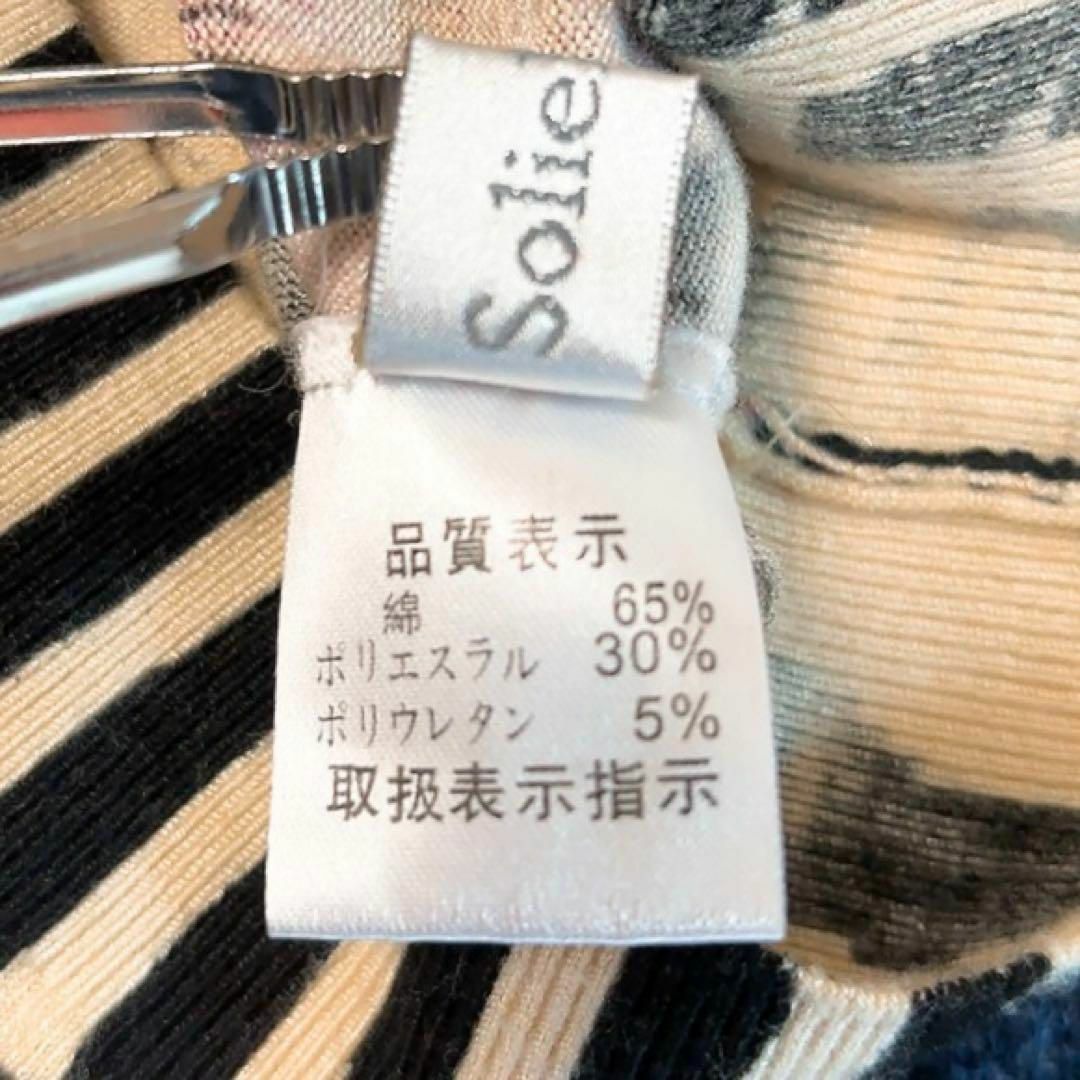 Solie
品質表示
綿 65%
ポリエスラル 30%
ポリウレタン 5%
取扱表示指示